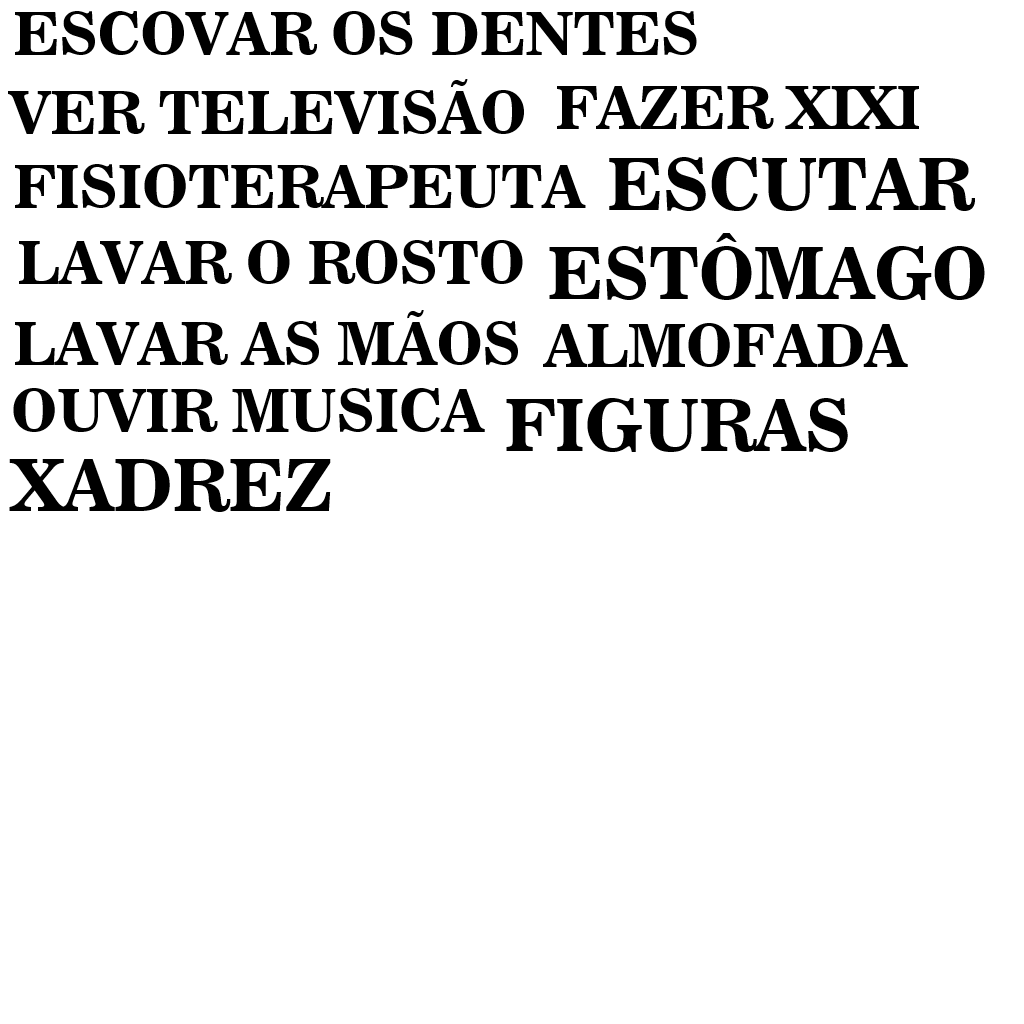 ESCOVAR OS DENTES
VER TELEVISÃO FAZER XIXI
FISIOTERAPEUTA ESCUTAR
LAVAR O ROSTO ESTÔMAGO
LAVAR AS MÃOS ALMOFADA
OUVIR MUSICA FIGURAS
XADREZ